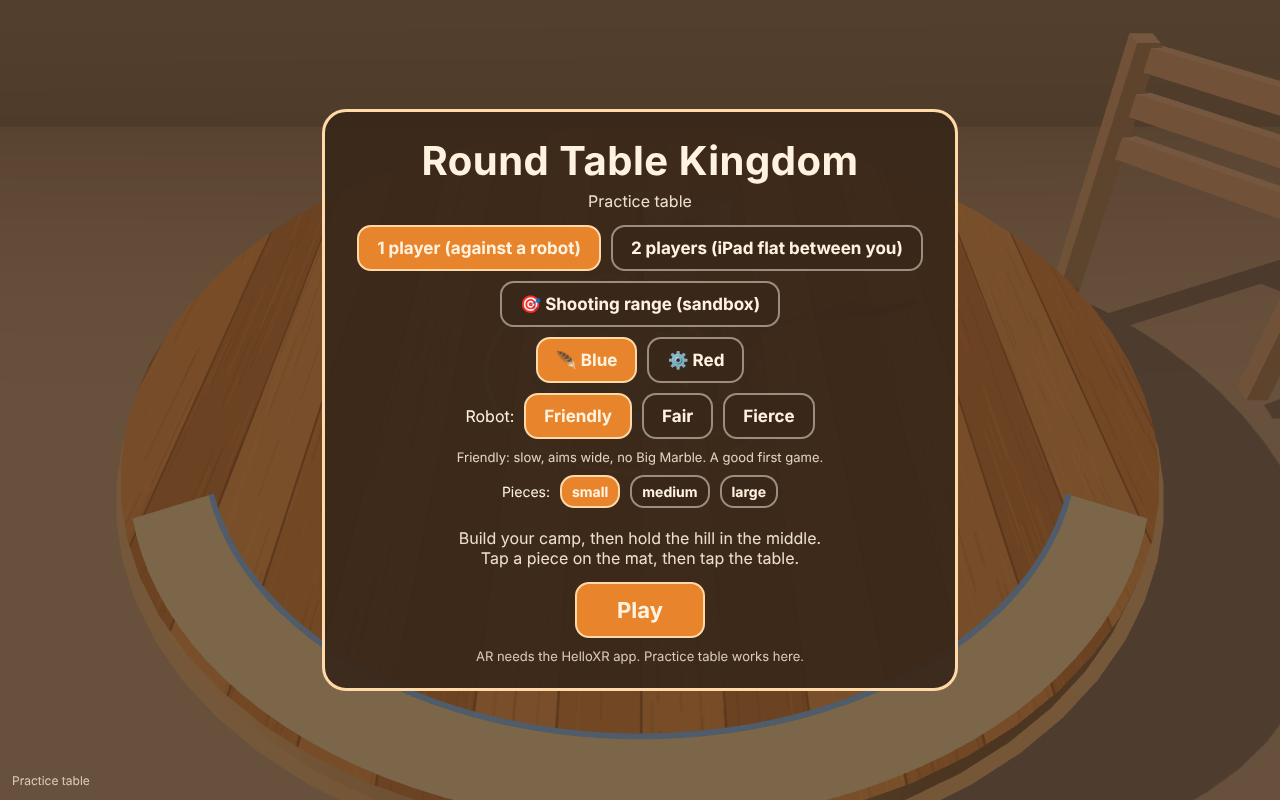 Round Table Kingdom
Practice table
1 player (against a robot) 2 players (iPad flat between you)
🎯 Shooting range (sandbox)
🪶 Blue ⚙️ Red
Robot: Friendly Fair Fierce
Friendly: slow, aims wide, no Big Marble. A good first game.
Pieces: small medium large
Build your camp, then hold the hill in the middle.
Tap a piece on the mat, then tap the table.
Play
AR needs the HelloXR app. Practice table works here.
Practice table